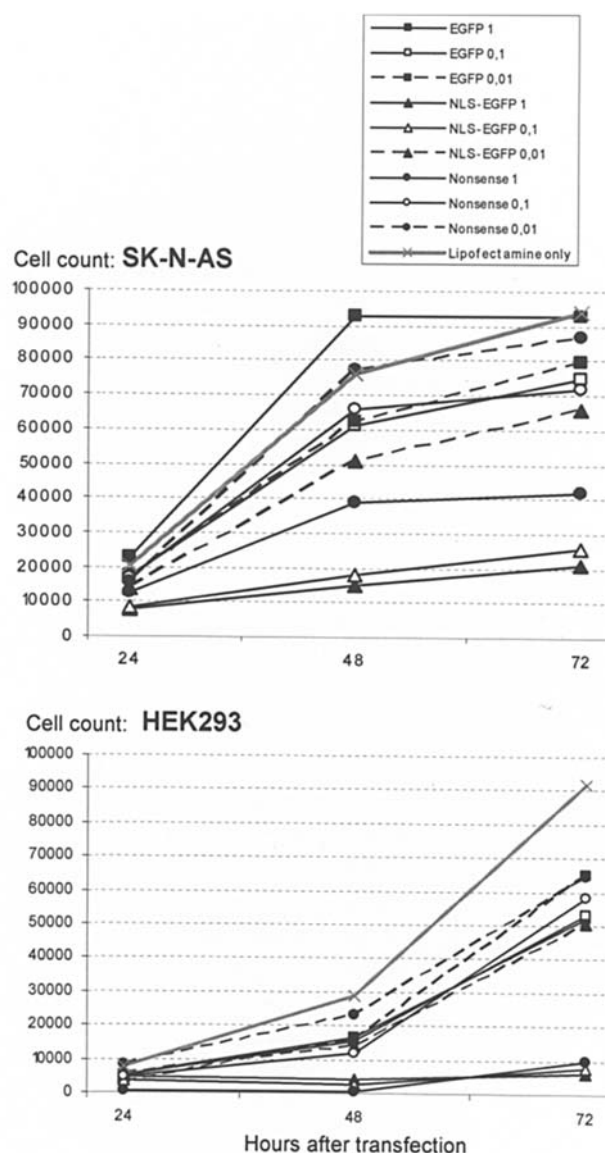 EGFP 1
EGFP 0,1
EGFP 0,01
NLS-EGFP 1
NLS-EGFP 0,1
NLS-EGFP 0,01
Nonsense 1
Nonsense 0,1
Nonsense 0,01
Lipofectamine only
Cell count: SK-N-AS
100000
90000
80000
70000
60000
50000
40000
30000
20000
10000
0
24
48
72
Cell count: HEK293
100000
90000
80000
70000
60000
50000
40000
30000
20000
10000
0
24
48
72
Hours after transfection